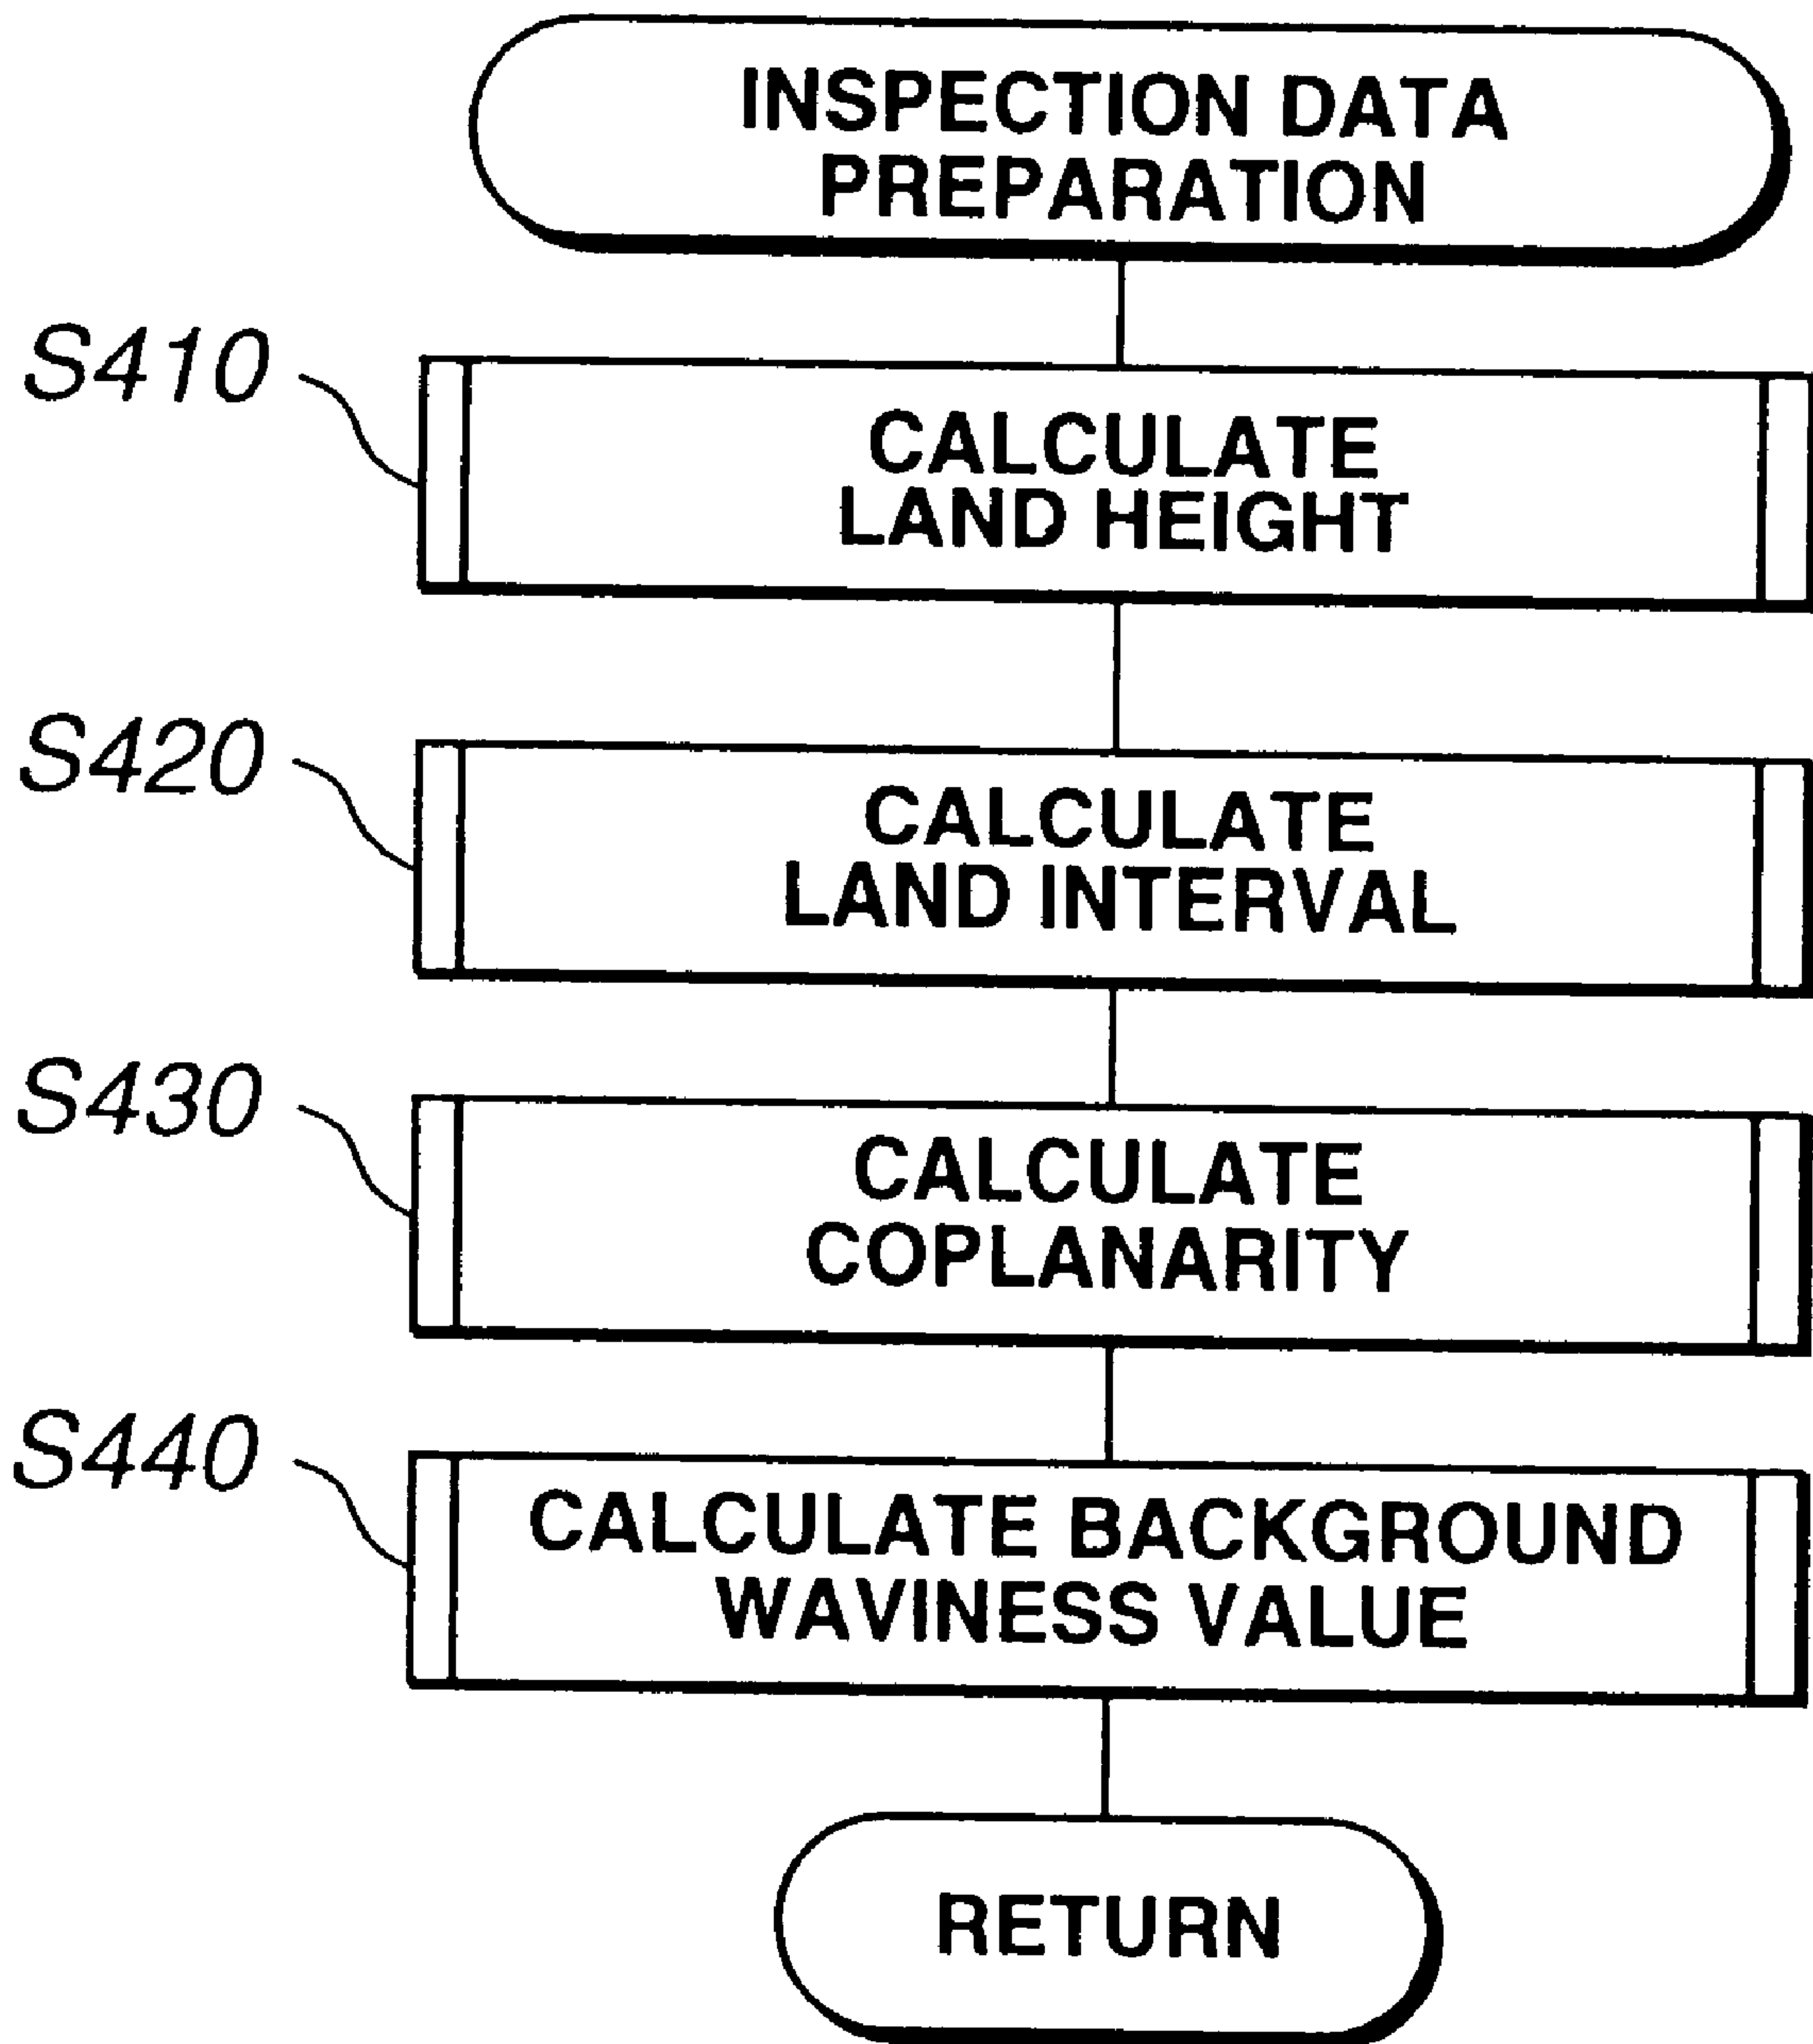 INSPECTION DATA
PREPARATION
S410
CALCULATE
LAND HEIGHT
S420
CALCULATE
LAND INTERVAL
S430
CALCULATE
COPLANARITY
S440
CALCULATE BACKGROUND
WAVINESS VALUE
RETURN